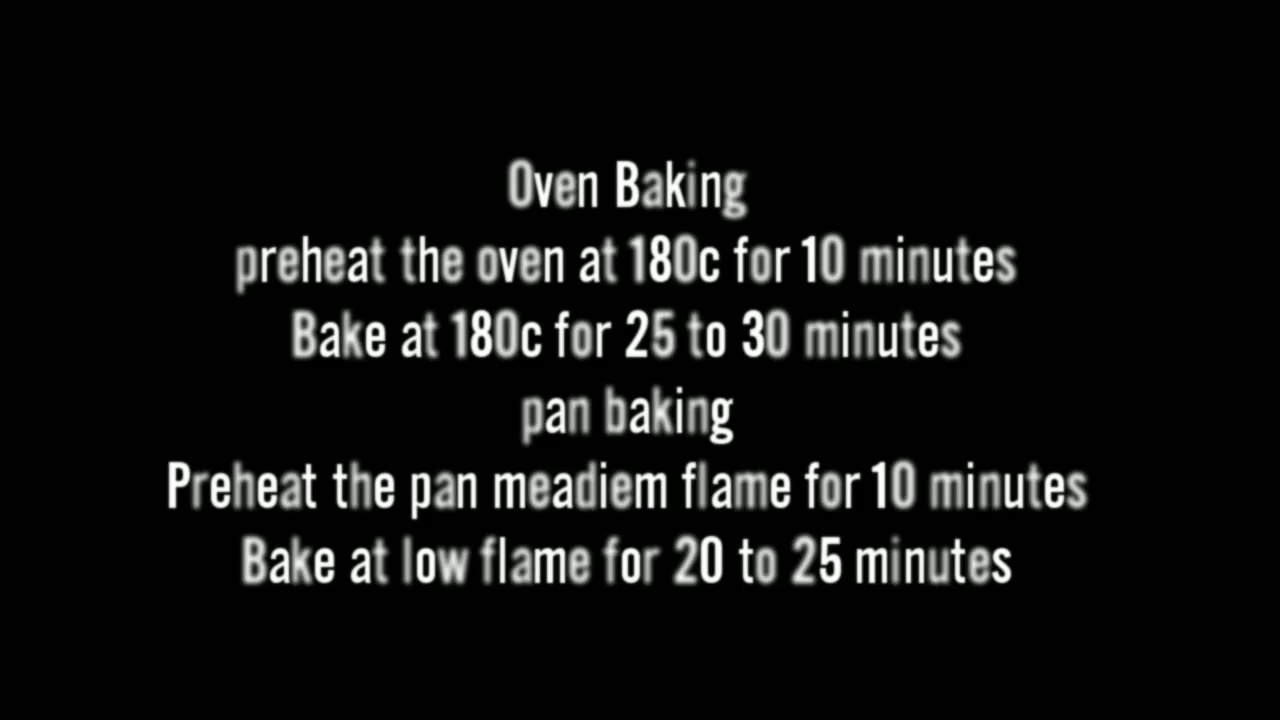 Oven Baking
preheat the oven at 180c for 10 minutes
Bake at 180c for 25 to 30 minutes
pan baking
Preheat the pan meadiem flame for 10 minutes
Bake at low flame for 20 to 25 minutes